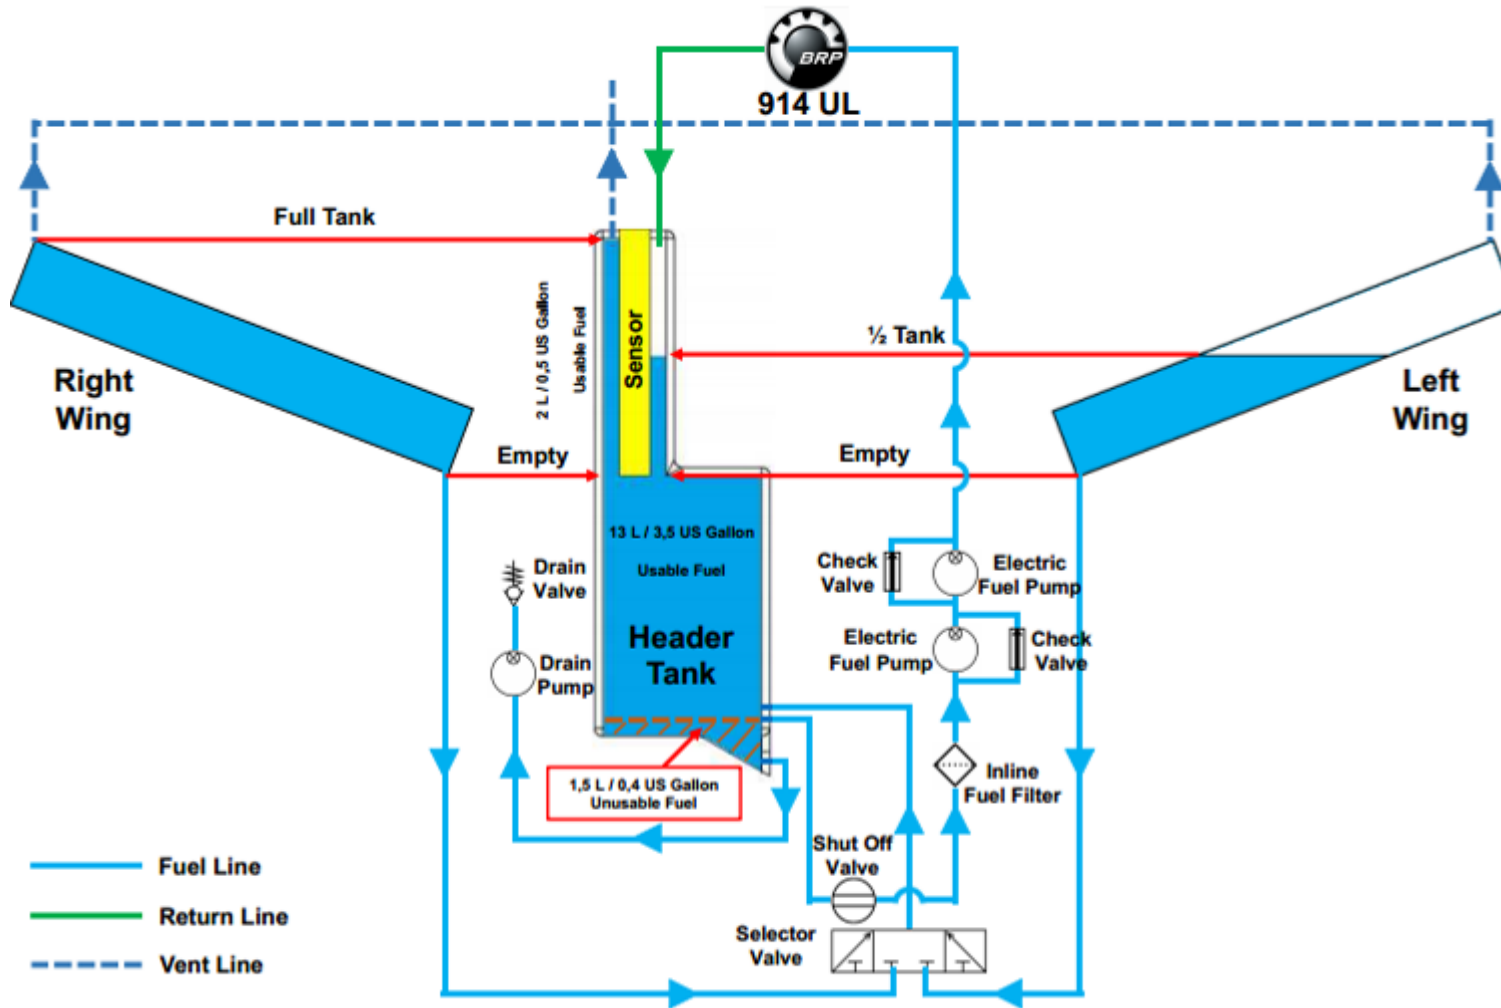 BRP
914 UL
Full Tank
2 L / 0,5 US Gallon
Usable Fuel
Sensor
½ Tank
Right
Wing
Left
Wing
Empty
Empty
13 L / 3,5 US Gallon
Usable Fuel
Drain
Valve
Check
Valve
Electric
Fuel Pump
Header
Tank
Electric
Fuel Pump
Check
Valve
Drain
Pump
1,5 L / 0,4 US Gallon
Unusable Fuel
Inline
Fuel Filter
Shut Off
Valve
Fuel Line
Return Line
Selector
Valve
Vent Line